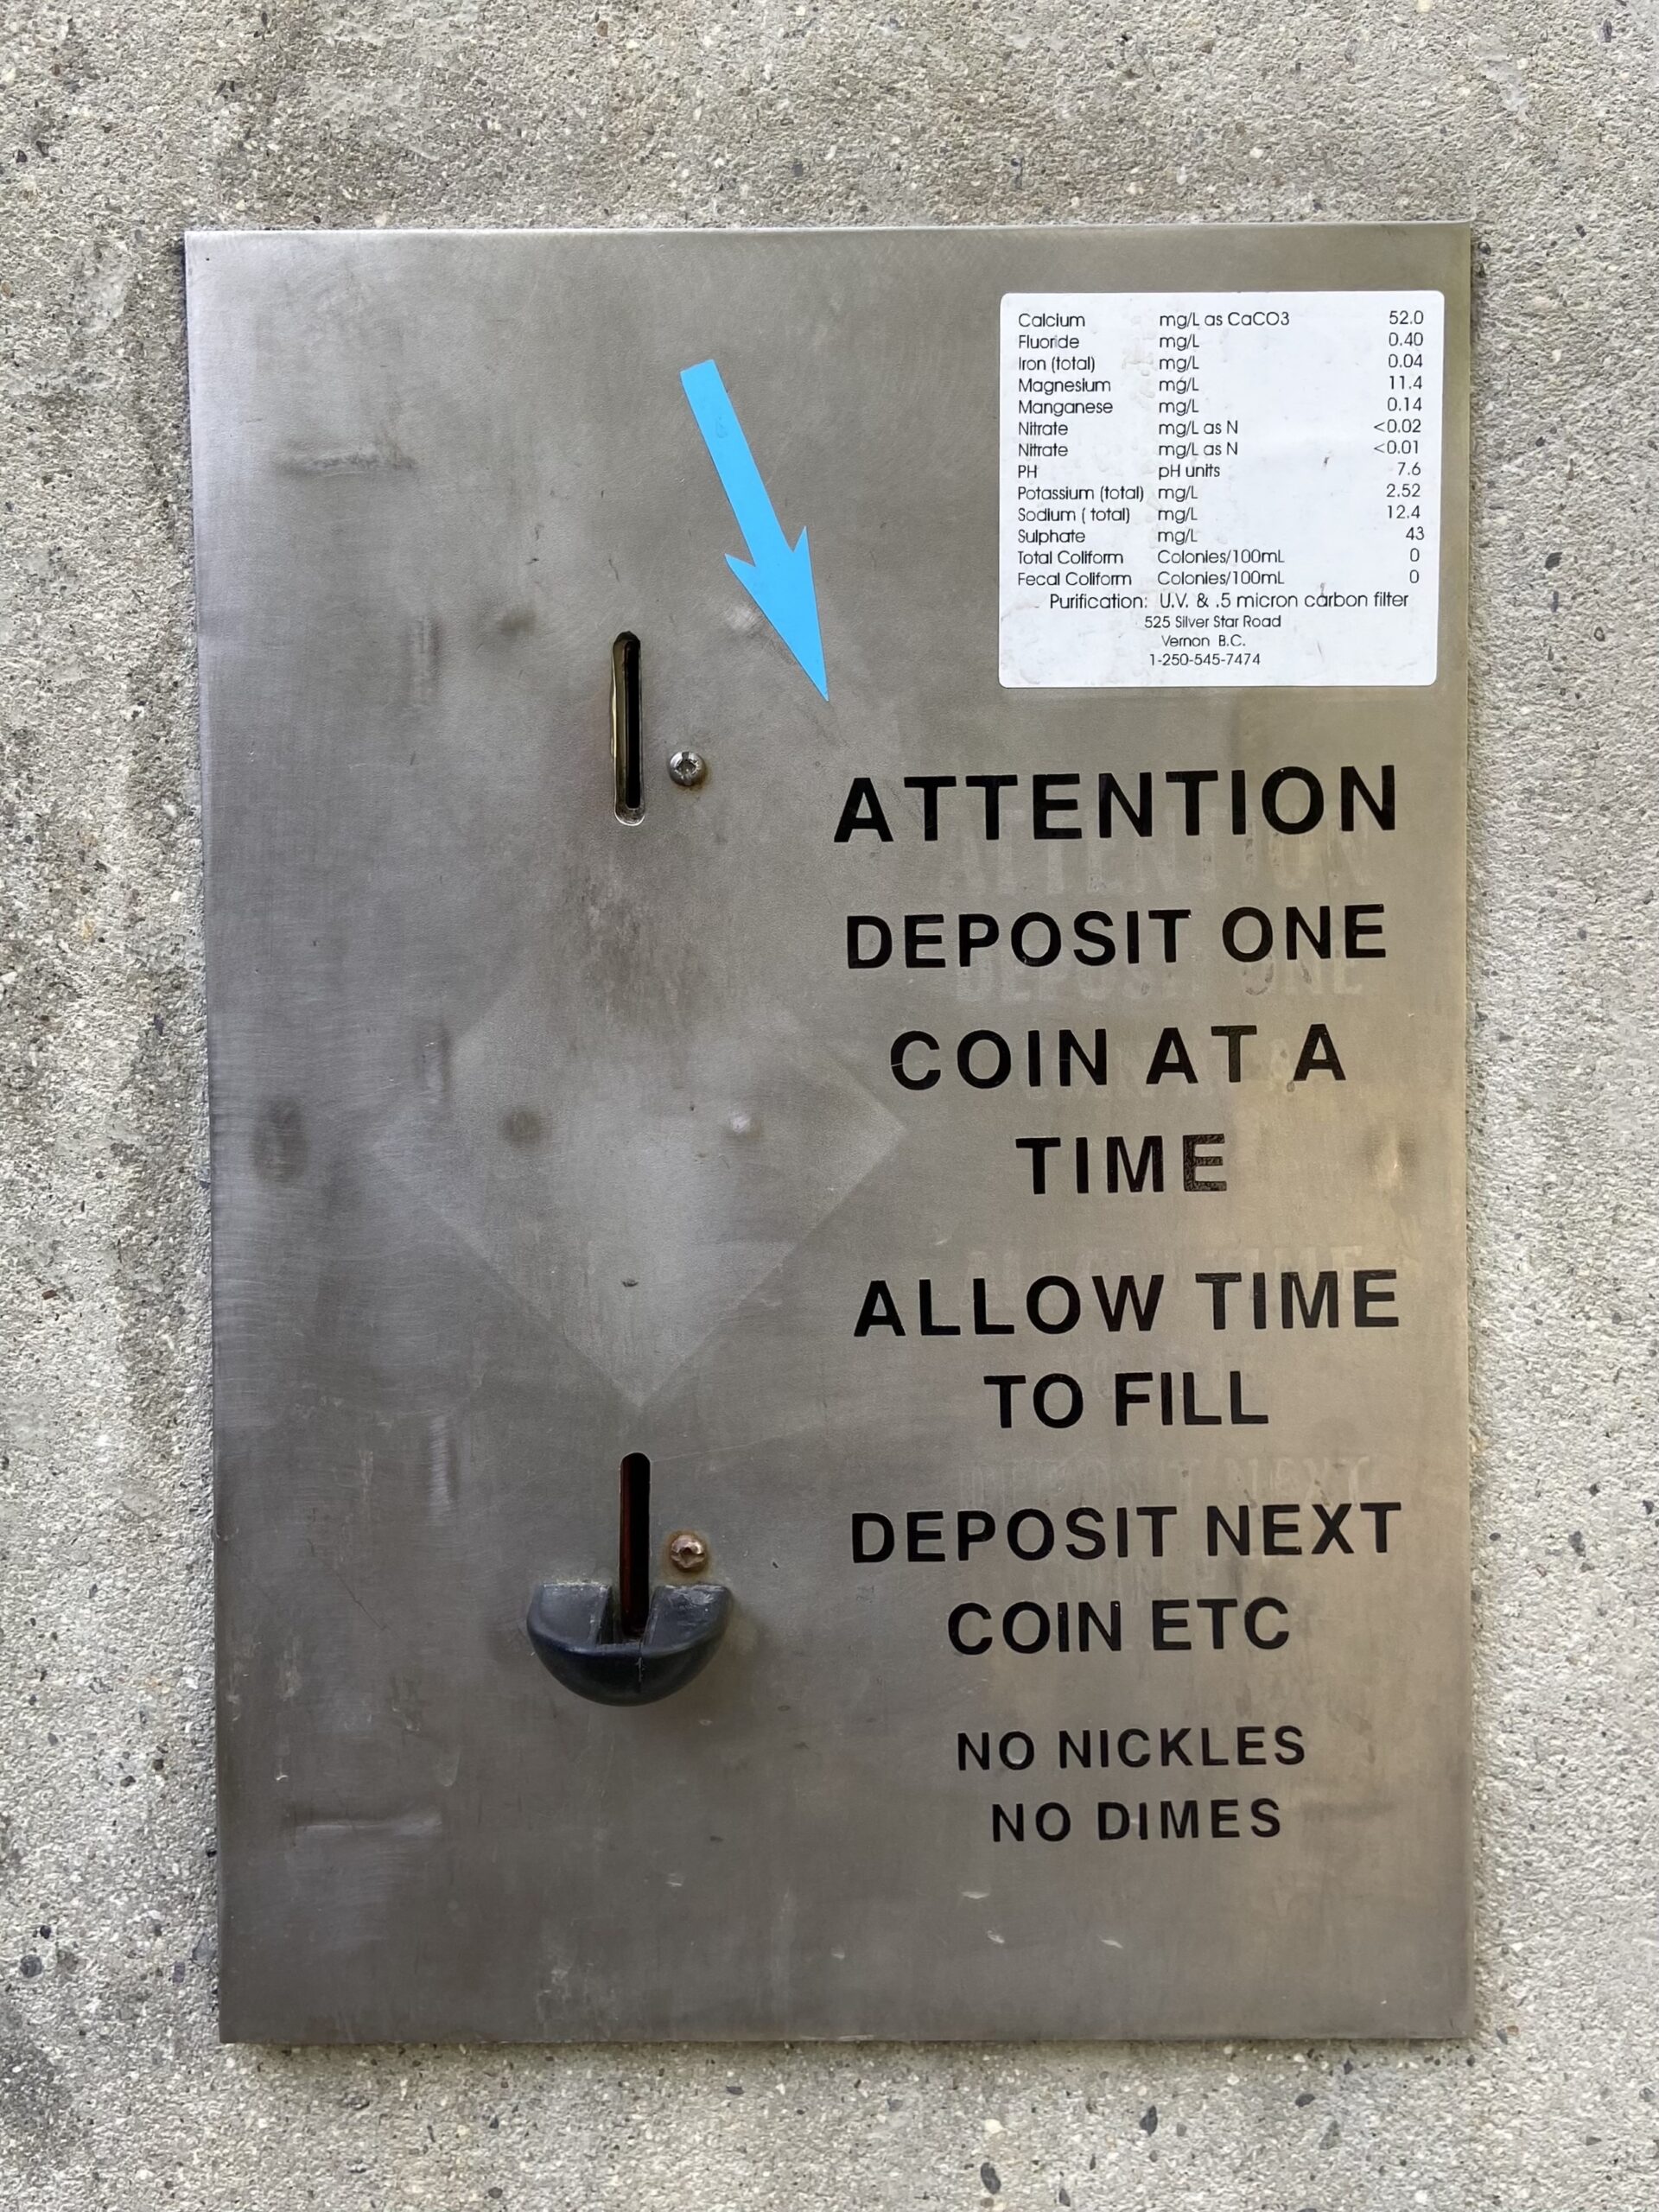 Calcium mg/L as CaCO3 52.0
Fluoride mg/L 0.40
Iron (total) mg/L 0.04
Magnesium mg/L 11.4
Manganese mg/L 0.14
Nitrate mg/L as N <0.02
Nitrate mg/L as N <0.01
PH pH units 7.6
Potassium (total) mg/L 2.52
Sodium ( total) mg/L 12.4
Sulphate mg/L 43
Total Coliform Colonies/100mL 0
Fecal Coliform Colonies/100mL 0
Purification: U.V. & .5 micron carbon filter
525 Silver Star Road
Vernon B.C.
1-250-545-7474
ATTENTION
DEPOSIT ONE
COIN AT A
TIME
ALLOW TIME
TO FILL
DEPOSIT NEXT
COIN ETC
NO NICKLES
NO DIMES